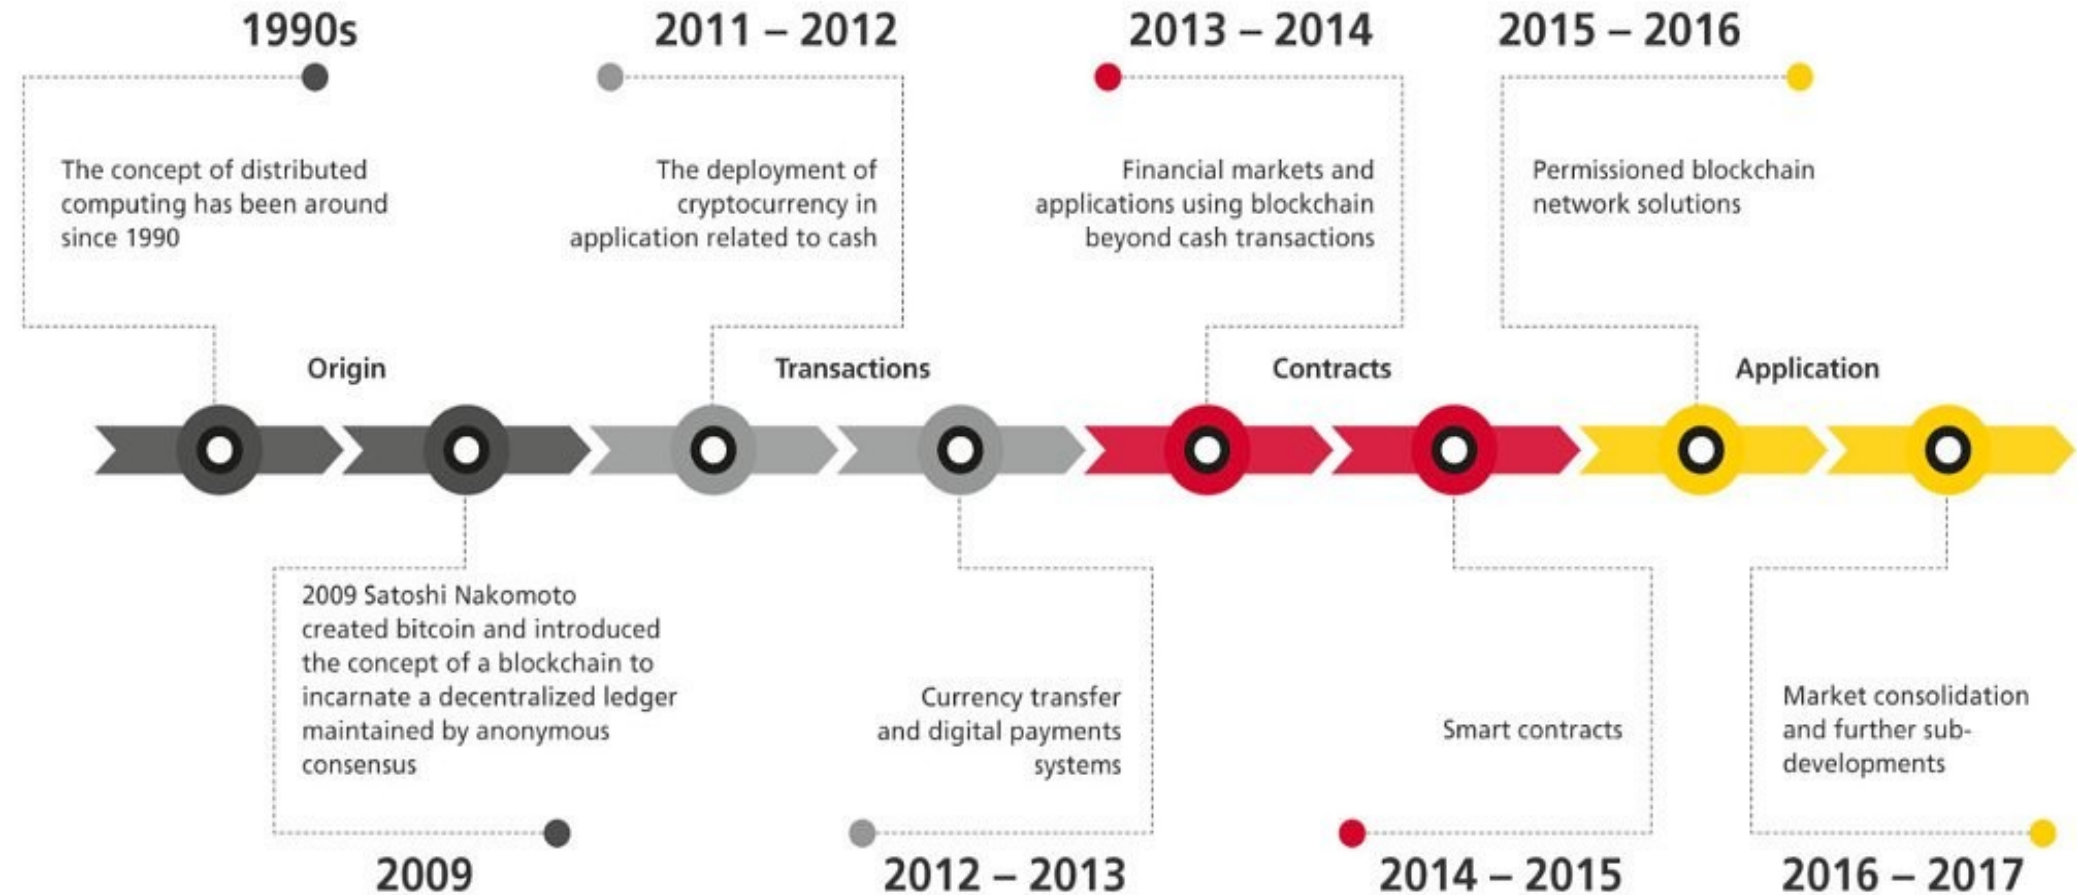 1990s
The concept of distributed
computing has been around
since 1990
2011 – 2012
The deployment of
cryptocurrency in
application related to cash
2013 – 2014
Financial markets and
applications using blockchain
beyond cash transactions
2015 – 2016
Permissioned blockchain
network solutions
Origin
Transactions
Contracts
Application
2009 Satoshi Nakomoto
created bitcoin and introduced
the concept of a blockchain to
incarnate a decentralized ledger
maintained by anonymous
consensus
2009
Currency transfer
and digital payments
systems
2012 – 2013
Smart contracts
2014 – 2015
Market consolidation
and further sub-
developments
2016 – 2017